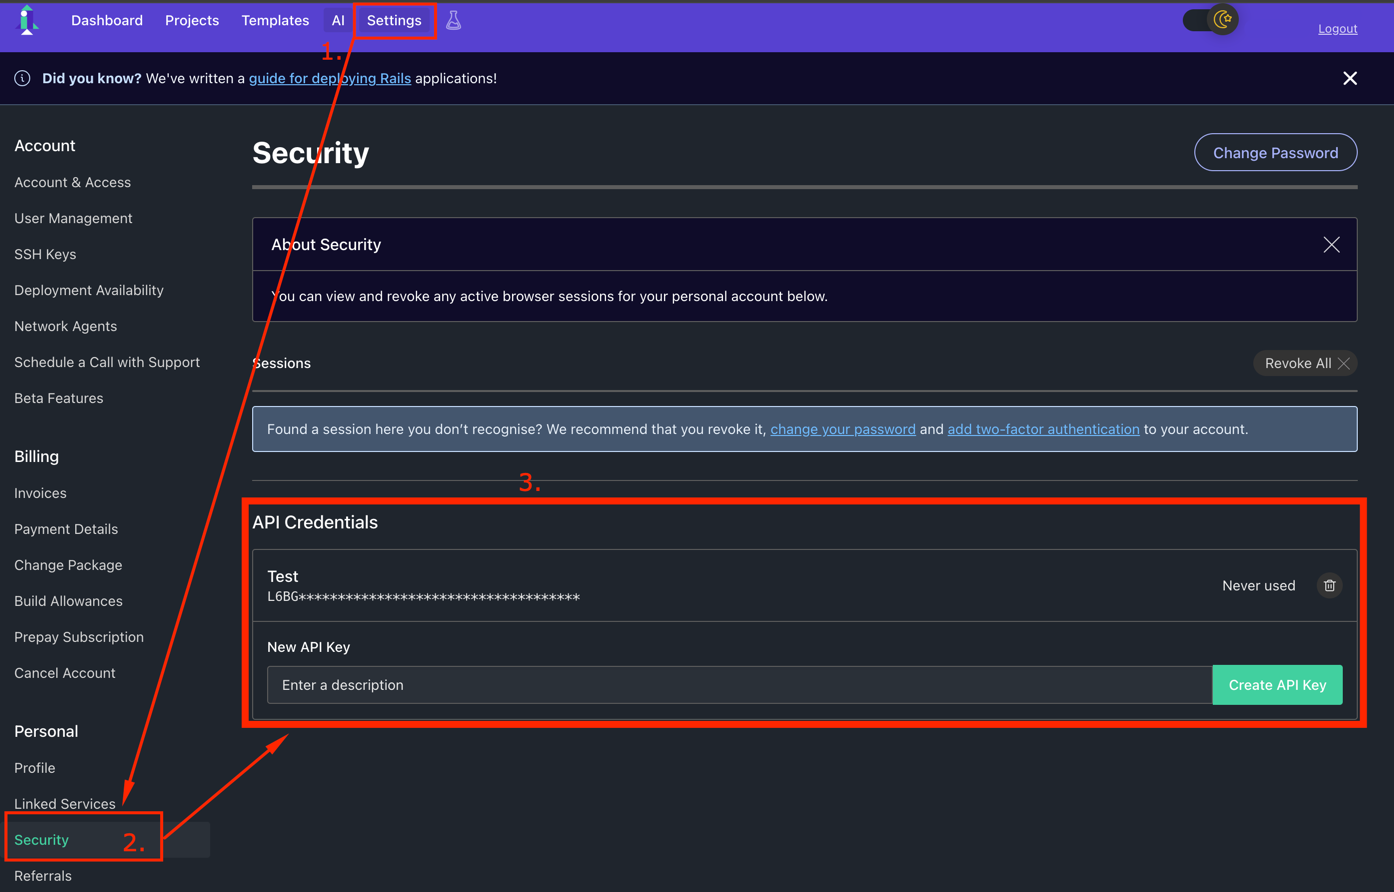 Dashboard Projects Templates AI Settings
Logout
1.
Did you know? We've written a guide for deploying Rails applications!
Account
Account & Access
User Management
SSH Keys
Deployment Availability
Network Agents
Schedule a Call with Support
Beta Features
Billing
Invoices
Payment Details
Change Package
Build Allowances
Prepay Subscription
Cancel Account
Personal
Profile
Linked Services
Security
2.
Referrals
Security
Change Password
About Security
You can view and revoke any active browser sessions for your personal account below.
Sessions
Revoke All
Found a session here you don't recognise? We recommend that you revoke it, change your password and add two-factor authentication to your account.
3.
API Credentials
Test
L6BG************************************
Never used
New API Key
Enter a description
Create API Key